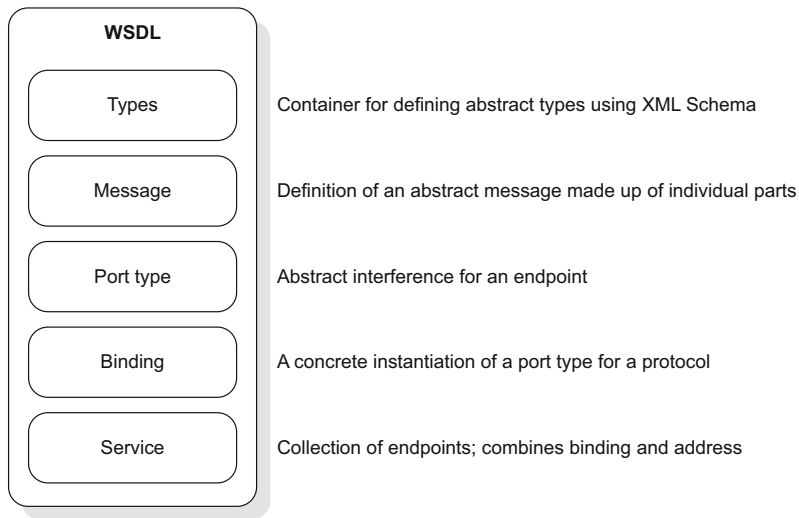 WSDL
Types
Container for defining abstract types using XML Schema
Message
Definition of an abstract message made up of individual parts
Port type
Abstract interference for an endpoint
Binding
A concrete instantiation of a port type for a protocol
Service
Collection of endpoints; combines binding and address